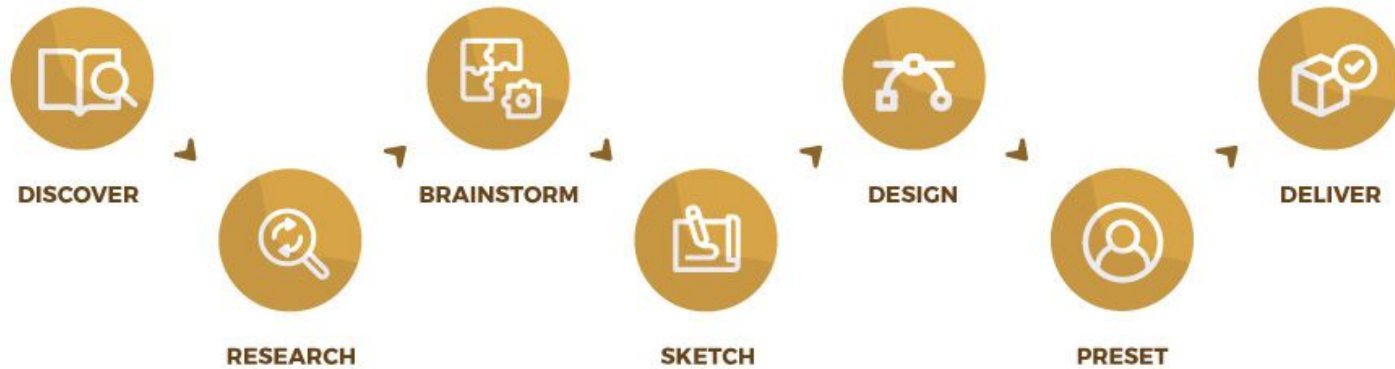 DISCOVER
RESEARCH
BRAINSTORM
SKETCH
DESIGN
PRESET
DELIVER